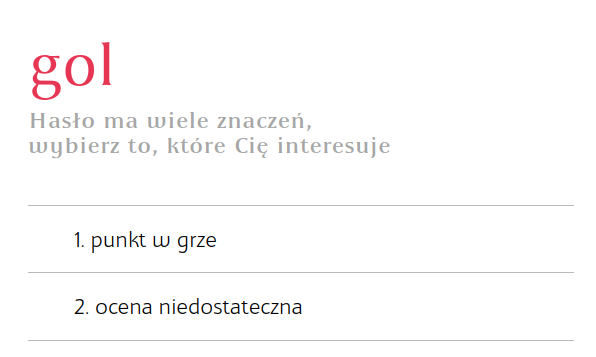 gol
Hasło ma wiele znaczeń,
wybierz to, które Cię interesuje
1. punkt w grze
2. ocena niedostateczna